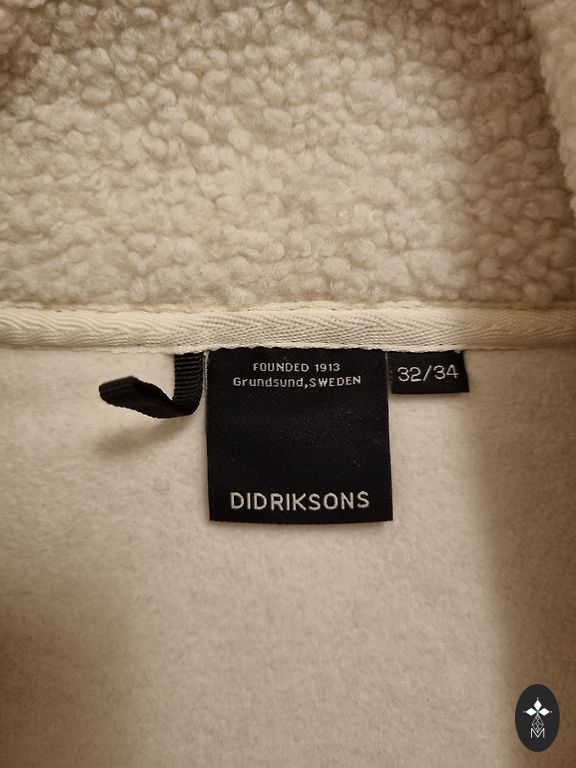 FOUNDED 1913
Grundsund, SWEDEN
32/34
DIDRIKSONS
M